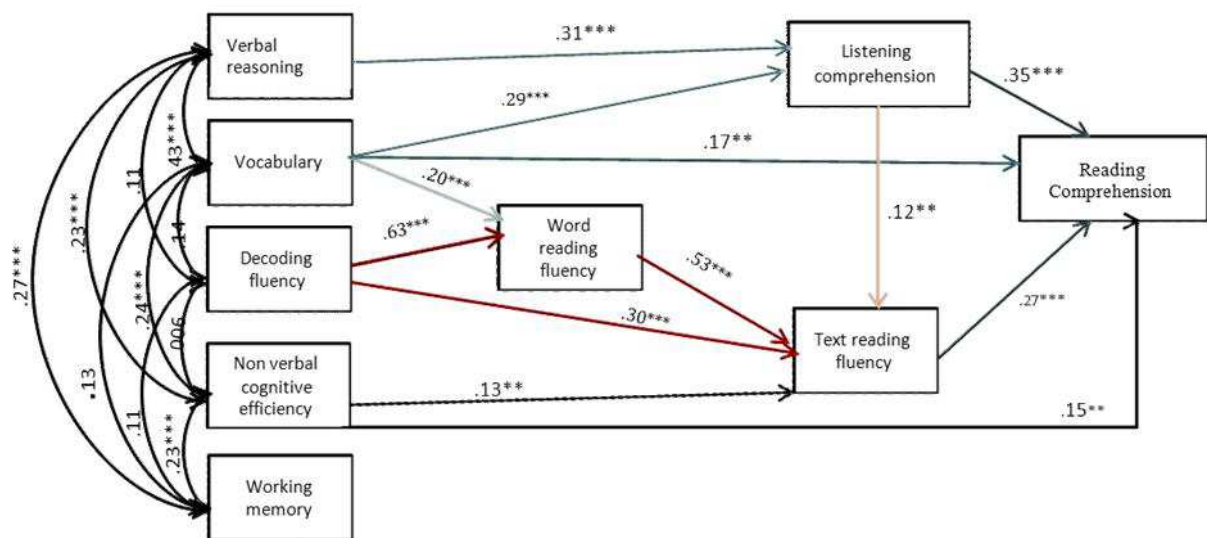 Verbal
reasoning
.31***
Listening
comprehension
.35***
.29***
.43***
Vocabulary
.17**
Reading
Comprehension
.11
.23***
.20***
.14
.12**
.63***
Word
reading
fluency
Decoding
fluency
.27***
.24***
.53***
.006
.30***
Text reading
fluency
.27***
Non verbal
cognitive
efficiency
.13
.13**
.15**
.11
.23***
Working
memory